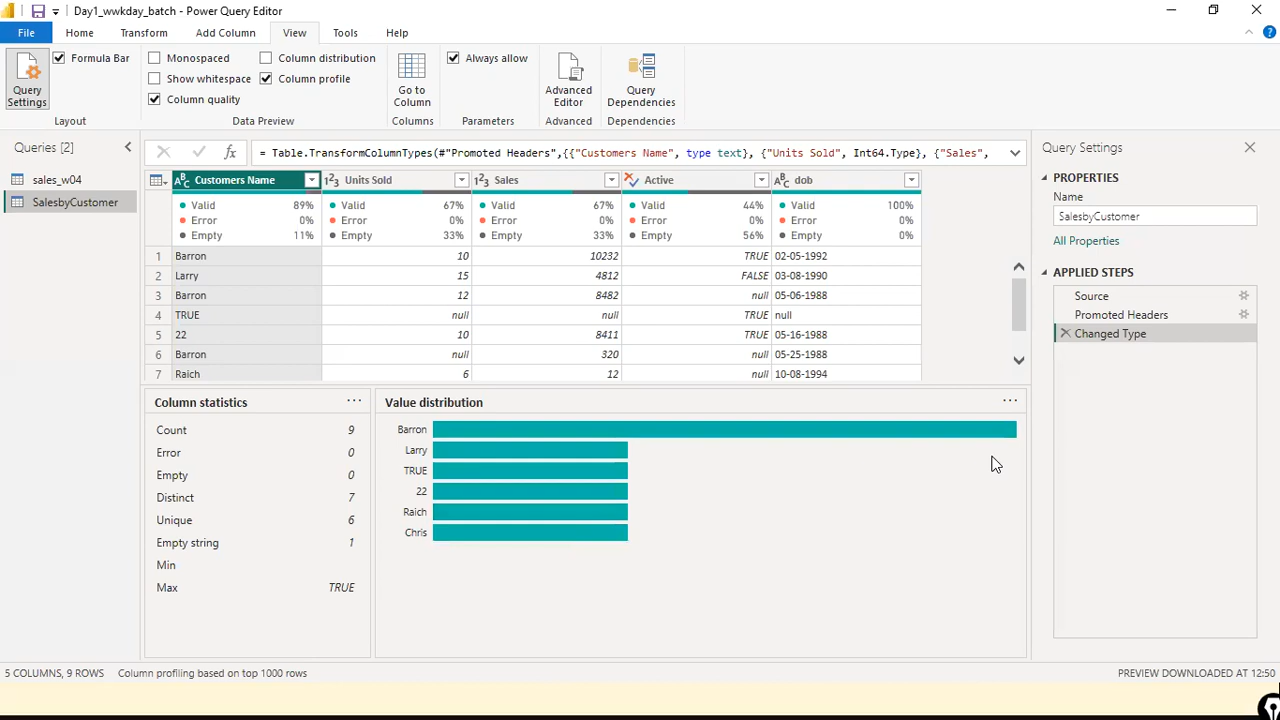 Day1_wwkday_batch - Power Query Editor
File Home Transform Add Column View Tools Help
Query Settings
Formula Bar
Layout
Monospaced
Show whitespace
Column quality
Column distribution
Column profile
Data Preview
Go to Column
Columns
Always allow
Parameters
Advanced Editor
Advanced
Query Dependencies
Dependencies
Queries [2]
sales_w04
SalesbyCustomer
fx = Table.TransformColumnTypes(#"Promoted Headers",{{"Customers Name", type text}, {"Units Sold", Int64.Type}, {"Sales",
ABC Customers Name 123 Units Sold 123 Sales Active ABC dob
Valid 89% Valid 67% Valid 67% Valid 44% Valid 100%
Error 0% Error 0% Error 0% Error 0% Error 0%
Empty 11% Empty 33% Empty 33% Empty 56% Empty 0%
1 Barron 10 10232 TRUE 02-05-1992
2 Larry 15 4812 FALSE 03-08-1990
3 Barron 12 8482 null 05-06-1988
4 TRUE null null TRUE null
5 22 10 8411 TRUE 05-16-1988
6 Barron null 320 null 05-25-1988
7 Raich 6 12 null 10-08-1994
Column statistics
Count 9
Error 0
Empty 0
Distinct 7
Unique 6
Empty string 1
Min
Max TRUE
Value distribution
Barron
Larry
TRUE
22
Raich
Chris
Query Settings
PROPERTIES
Name
SalesbyCustomer
All Properties
APPLIED STEPS
Source
Promoted Headers
Changed Type
5 COLUMNS, 9 ROWS Column profiling based on top 1000 rows PREVIEW DOWNLOADED AT 12:50